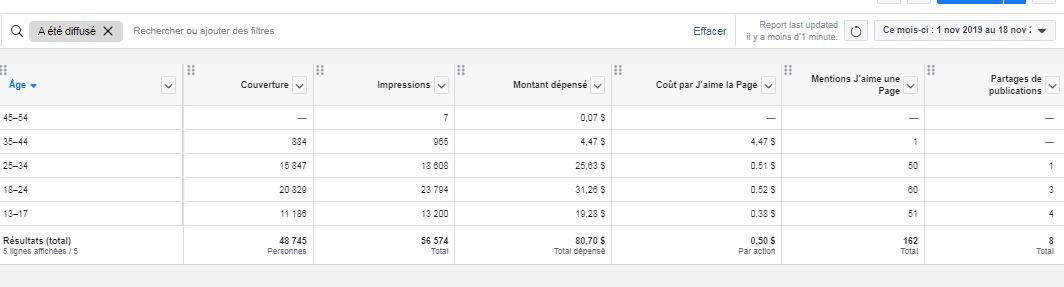 A été diffusé X Rechercher ou ajouter des filtres Effacer Report last updated il y a moins d'1 minute. Ce mois-ci : 1 nov 2019 au 18 nov 2
Âge Couverture Impressions Montant dépensé Coût par J'aime la Page Mentions J'aime une Page Partages de publications
45–54 — 7 0,07 $ — — —
35–44 884 965 4,47 $ 4,47 $ 1 —
25–34 15 847 18 608 25,63 $ 0,51 $ 50 1
18–24 20 829 23 794 31,26 $ 0,52 $ 60 3
13–17 11 186 13 200 19,28 $ 0,38 $ 51 4
Résultats (total) 48 745 56 574 80,70 $ 0,50 $ 162 8
5 lignes affichées / 5 Personnes Total Total dépensé Par action Total Total